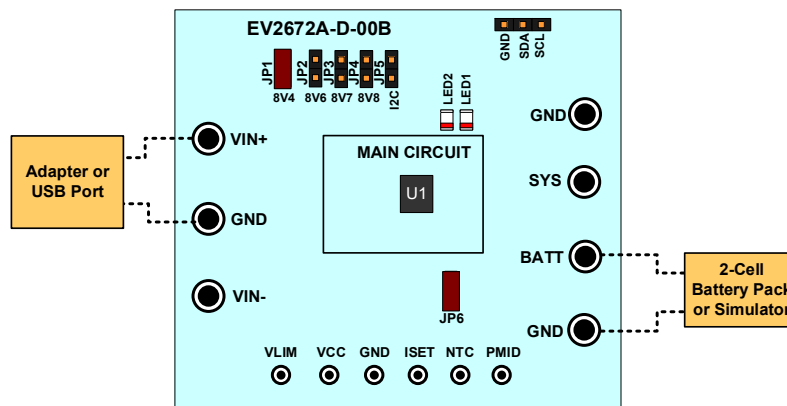 EV2672A-D-00B
GND
SDA
SCL
JP1
JP2
JP3
JP4
JP5
8V4
8V6
8V7
8V8
I2C
LED2
LED1
GND
VIN+
Adapter or
USB Port
MAIN CIRCUIT
SYS
U1
GND
BATT
2-Cell
Battery Pack
or Simulator
VIN-
JP6
GND
VLIM
VCC
GND
ISET
NTC
PMID